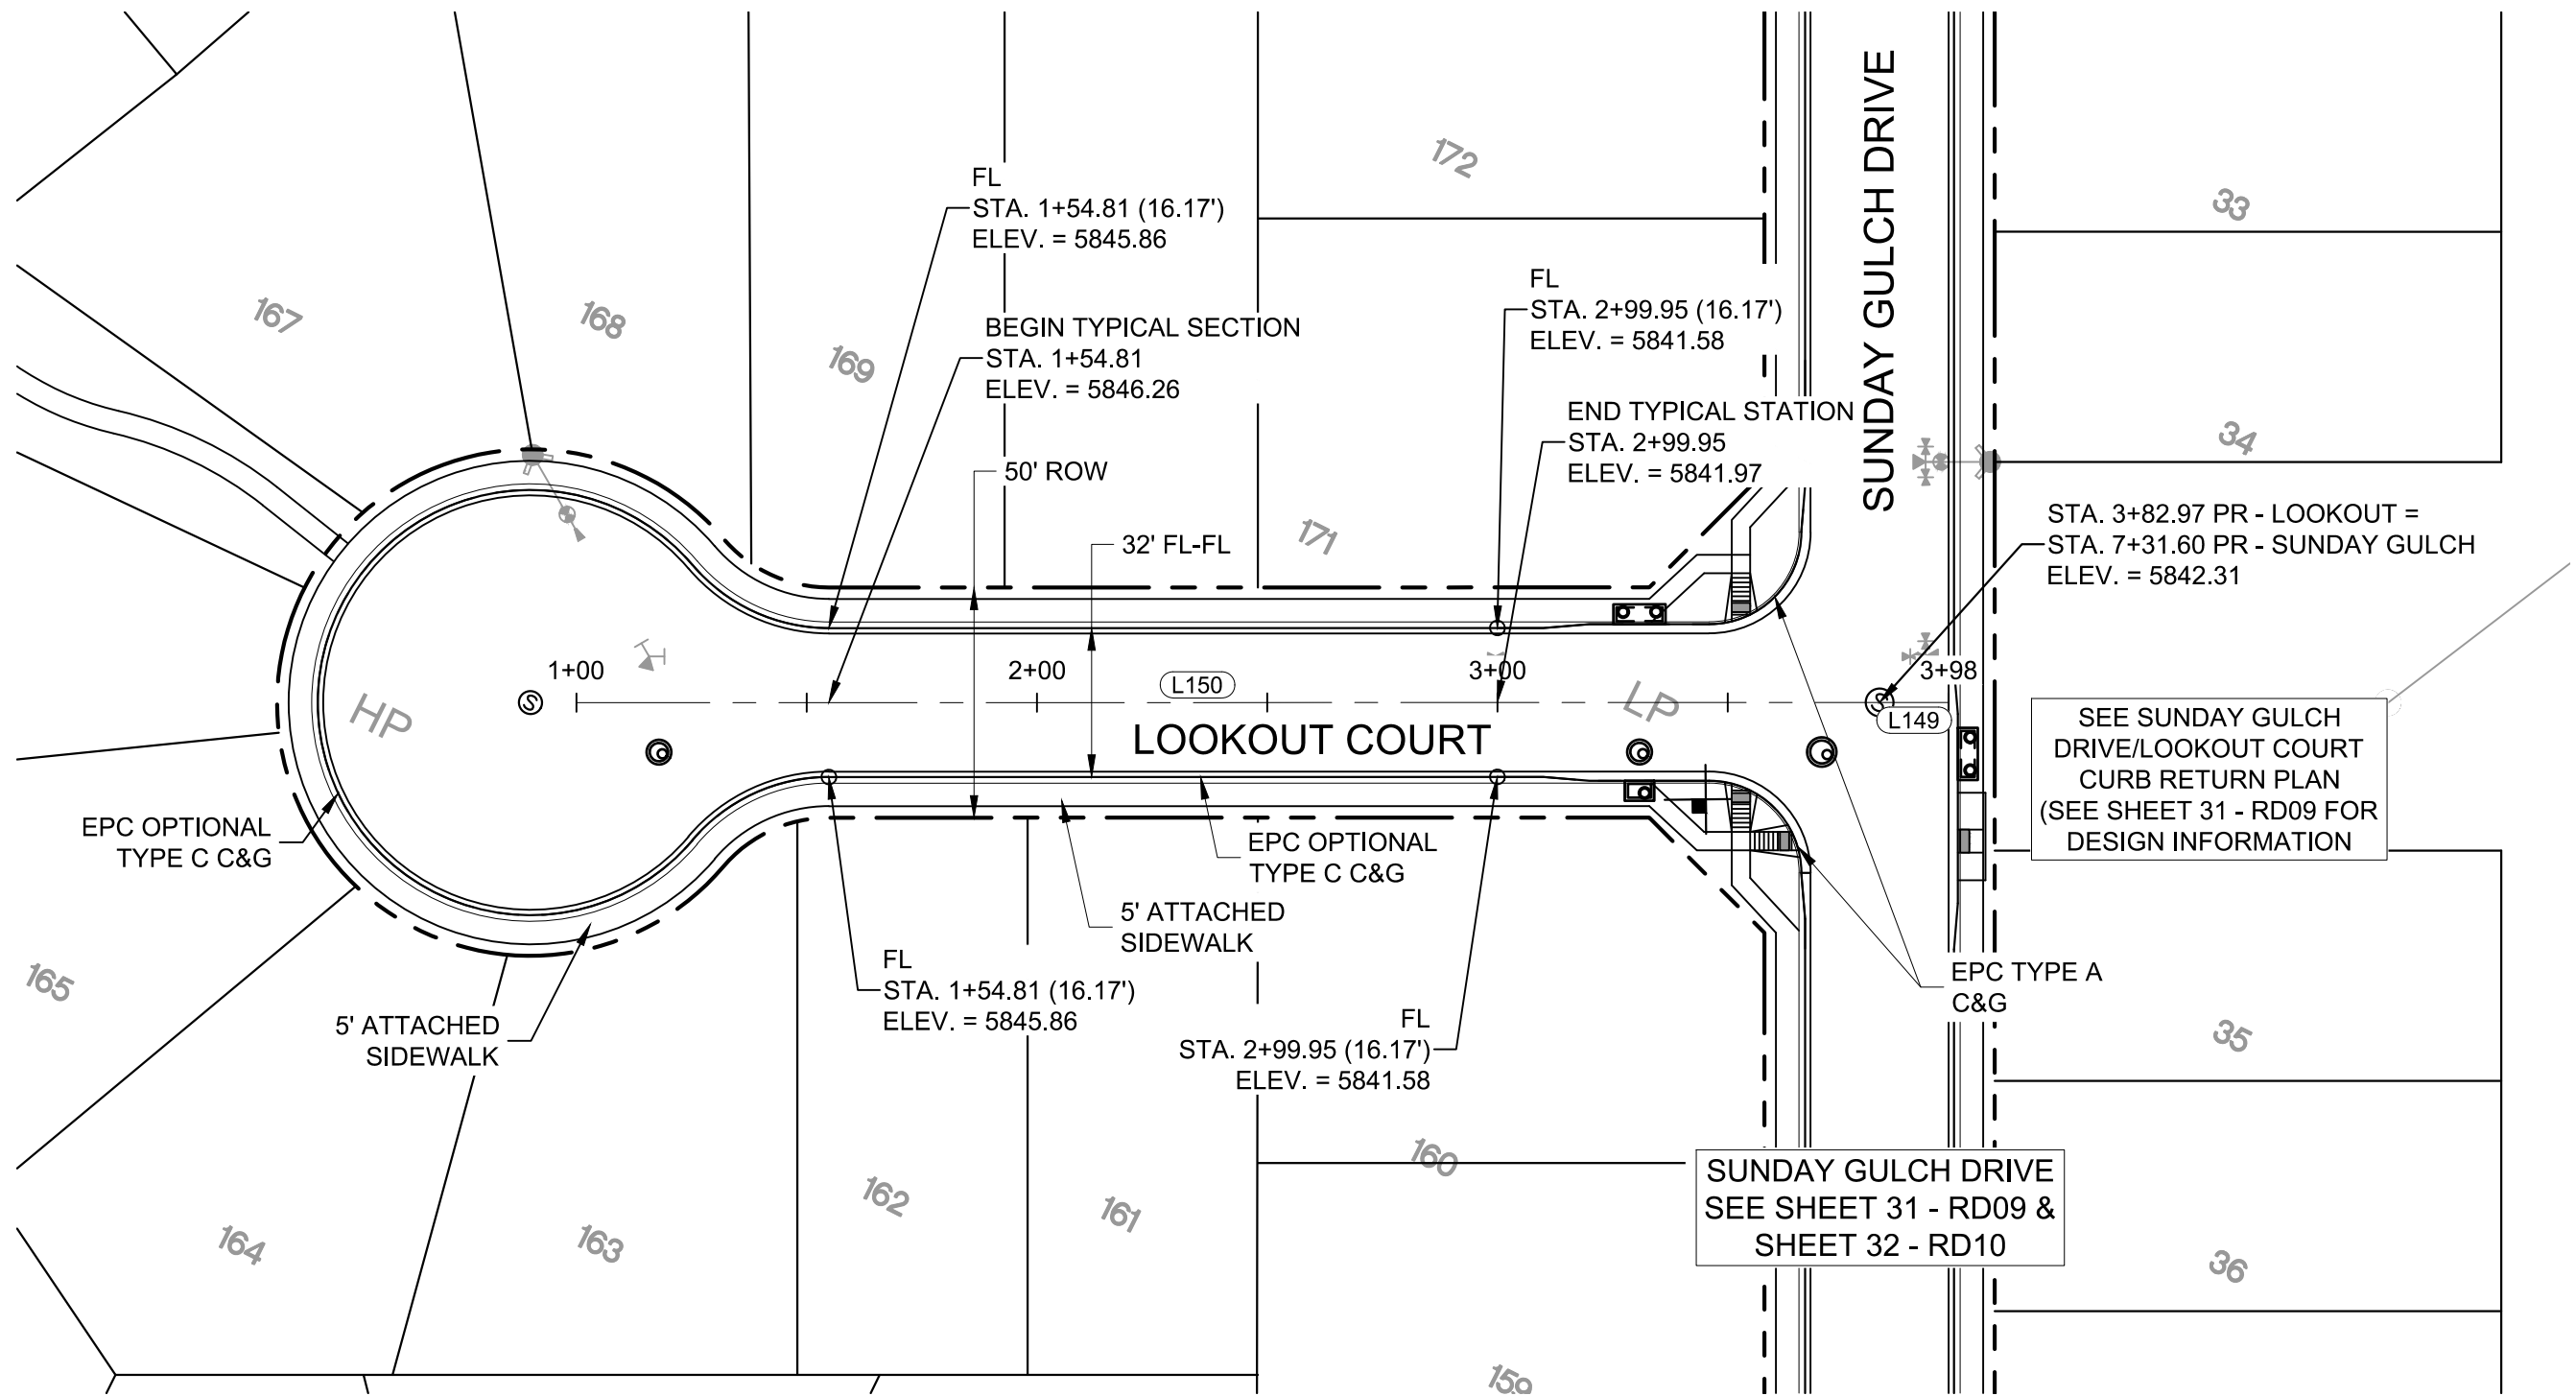 SUNDAY GULCH DRIVE
172
33
FL
STA. 1+54.81 (16.17')
ELEV. = 5845.86
167
168
169
BEGIN TYPICAL SECTION
STA. 1+54.81
ELEV. = 5846.26
FL
STA. 2+99.95 (16.17')
ELEV. = 5841.58
END TYPICAL STATION
STA. 2+99.95
ELEV. = 5841.97
34
50' ROW
32' FL-FL
171
STA. 3+82.97 PR - LOOKOUT =
STA. 7+31.60 PR - SUNDAY GULCH
ELEV. = 5842.31
1+00
2+00
L150
3+00
3+98
HP
S
LP
S
L149
LOOKOUT COURT
SEE SUNDAY GULCH
DRIVE/LOOKOUT COURT
CURB RETURN PLAN
(SEE SHEET 31 - RD09 FOR
DESIGN INFORMATION
EPC OPTIONAL
TYPE C C&G
EPC OPTIONAL
TYPE C C&G
5' ATTACHED
SIDEWALK
165
5' ATTACHED
SIDEWALK
FL
STA. 1+54.81 (16.17')
ELEV. = 5845.86
FL
STA. 2+99.95 (16.17')
ELEV. = 5841.58
EPC TYPE A
C&G
35
164
163
162
161
160
SUNDAY GULCH DRIVE
SEE SHEET 31 - RD09 &
SHEET 32 - RD10
36
159